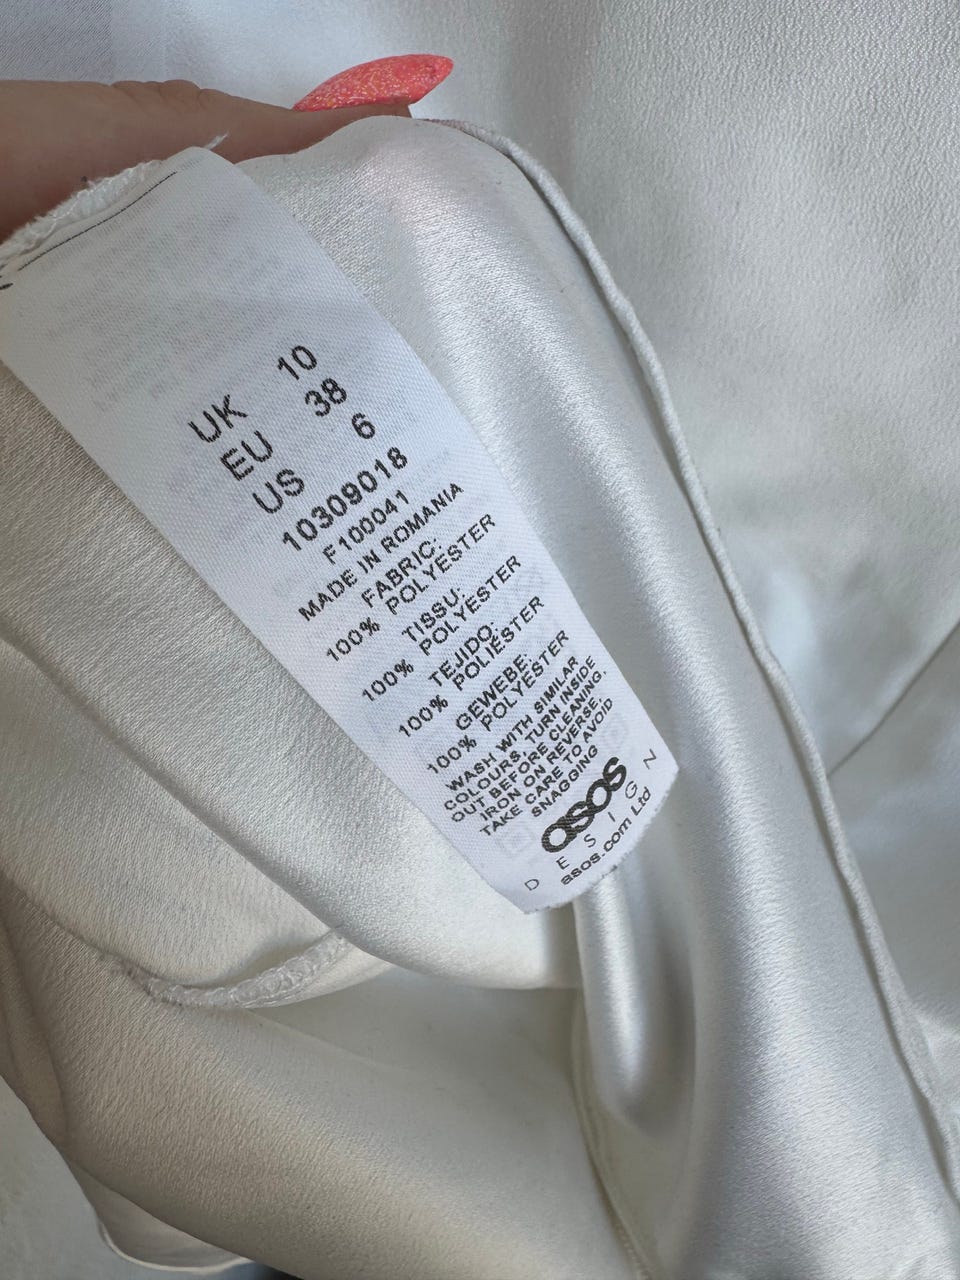 UK 10
EU 38
US 6
10309018
F100041
MADE IN ROMANIA
FABRIC:
100% POLYESTER
TISSU:
100% POLYESTER
TEJIDO:
100% POLIÉSTER
GEWEBE:
100% POLYESTER
WASH WITH SIMILAR
COLOURS, TURN INSIDE
OUT BEFORE CLEANING.
IRON ON REVERSE.
TAKE CARE TO AVOID
SNAGGING
asos
DESIGN
asos.com Ltd